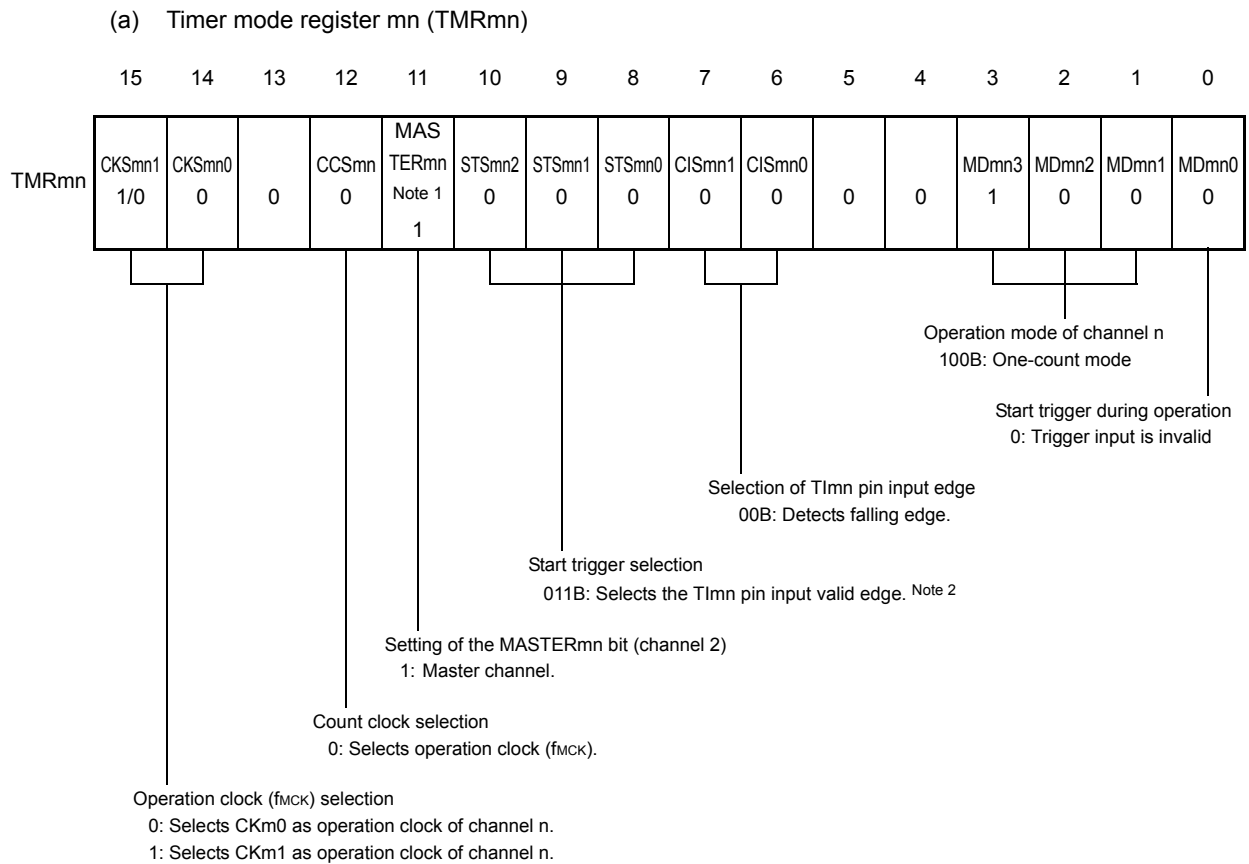 (a) Timer mode register mn (TMRmn)
15 14 13 12 11 10 9 8 7 6 5 4 3 2 1 0
TMRmn
CKSmn1 CKSmn0 CCSmn MAS TERmn Note 1 STSmn2 STSmn1 STSmn0 CISmn1 CISmn0 MDmn3 MDmn2 MDmn1 MDmn0
1/0 0 0 0 1 0 0 0 0 0 0 0 1 0 0 0
Operation mode of channel n
100B: One-count mode
Start trigger during operation
0: Trigger input is invalid
Selection of TImn pin input edge
00B: Detects falling edge.
Start trigger selection
011B: Selects the TImn pin input valid edge. Note 2
Setting of the MASTERmn bit (channel 2)
1: Master channel.
Count clock selection
0: Selects operation clock (fMCK).
Operation clock (fMCK) selection
0: Selects CKm0 as operation clock of channel n.
1: Selects CKm1 as operation clock of channel n.